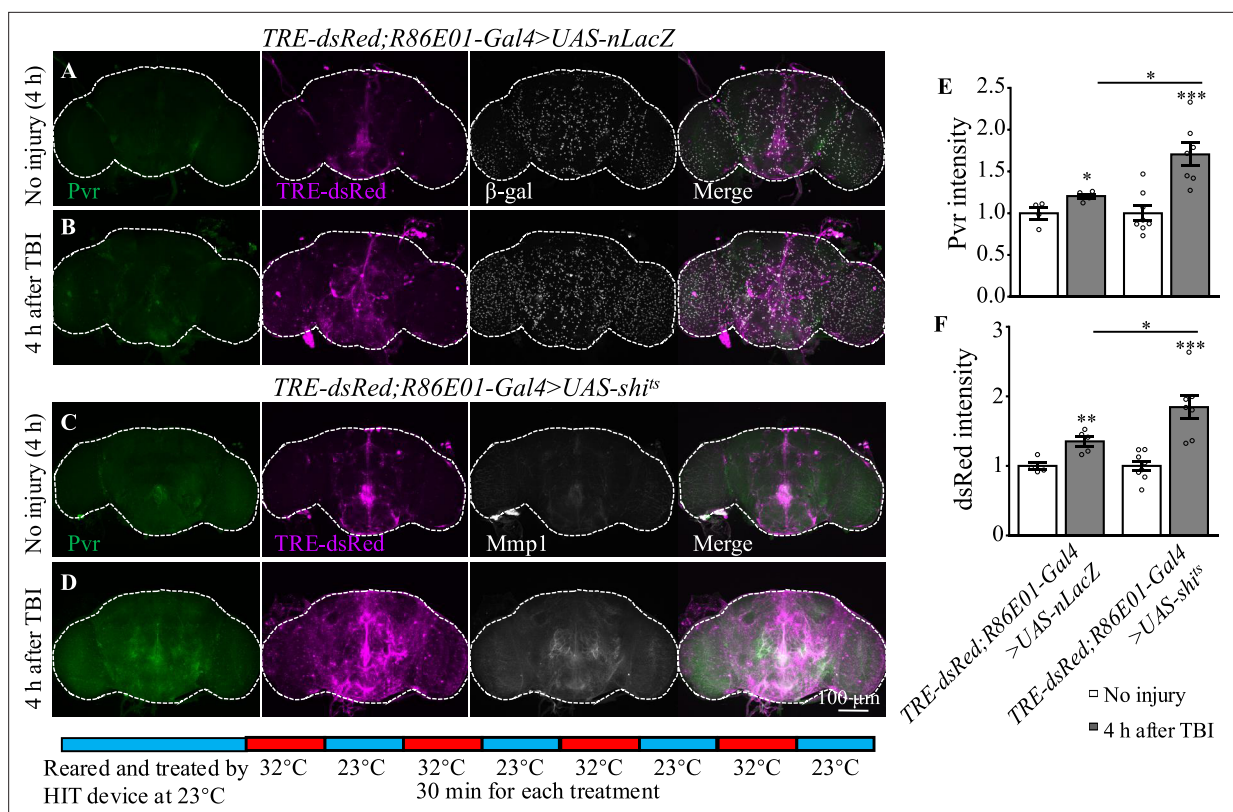 TRE-dsRed;R86E01-Gal4>UAS-nLacZ
No injury (4 h)
A
Pvr
TRE-dsRed
β-gal
Merge
4 h after TBI
B
TRE-dsRed;R86E01-Gal4>UAS-shiᵗˢ
No injury (4 h)
C
Pvr
TRE-dsRed
Mmp1
Merge
4 h after TBI
D
100 μm
Reared and treated by
HIT device at 23°C
32°C 23°C 32°C 23°C 32°C 23°C 32°C 23°C
30 min for each treatment
E
Pvr intensity
2.5
2.0
1.5
1.0
0.5
0.0
*
*
***
F
dsRed intensity
3
2
1
0
**
*
***
TRE-dsRed;R86E01-Gal4
>UAS-nLacZ
TRE-dsRed;R86E01-Gal4
>UAS-shiᵗˢ
No injury
4 h after TBI